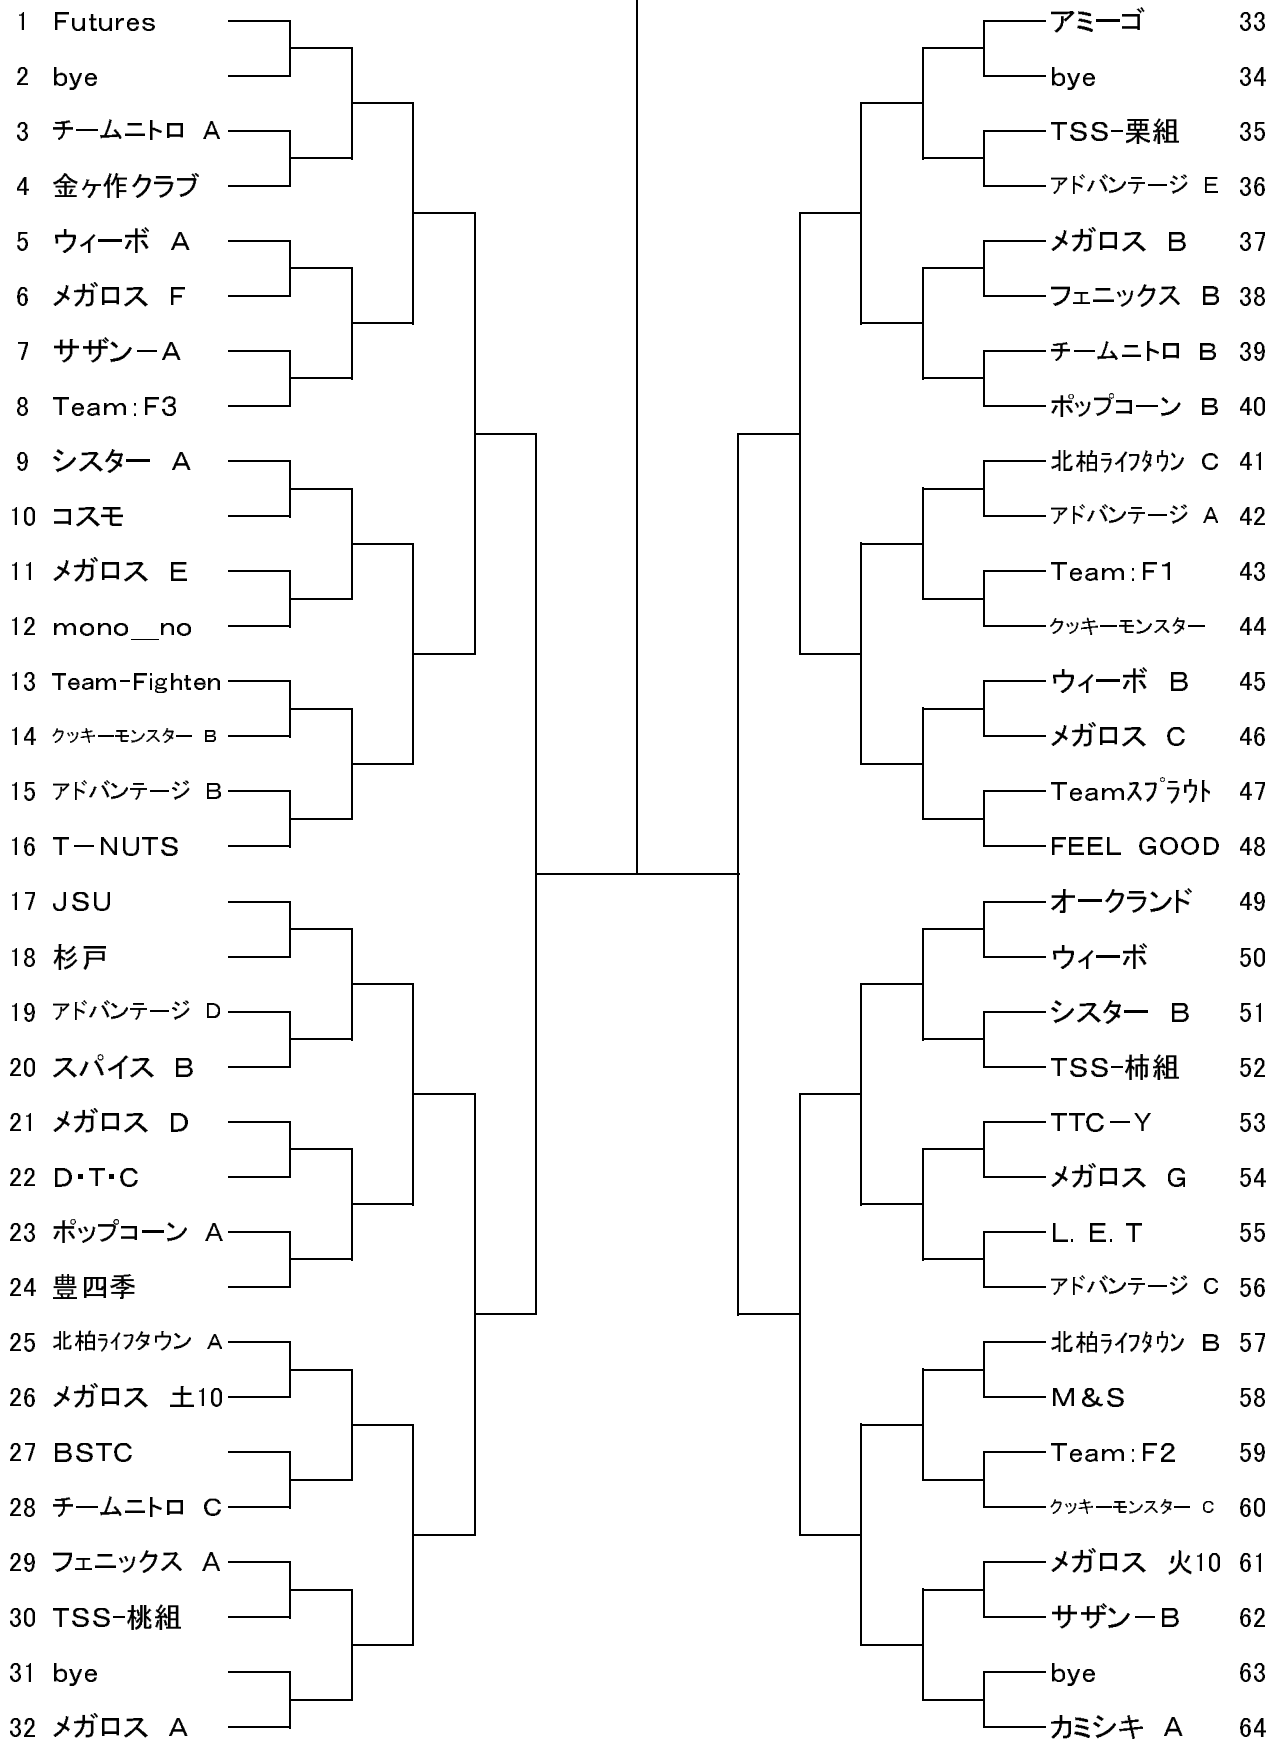 1 Futures
2 bye
3 チームニトロ A
4 金ヶ作クラブ
5 ウィーボ A
6 メガロス F
7 サザン－A
8 Team:F3
9 シスター A
10 コスモ
11 メガロス E
12 mono__no
13 Team-Fighten
14 クッキーモンスター B
15 アドバンテージ B
16 T－NUTS
17 JSU
18 杉戸
19 アドバンテージ D
20 スパイス B
21 メガロス D
22 D・T・C
23 ポップコーン A
24 豊四季
25 北柏ﾗｲﾌﾀウン A
26 メガロス 土10
27 BSTC
28 チームニトロ C
29 フェニックス A
30 TSS-桃組
31 bye
32 メガロス A
アミーゴ 33
bye 34
TSS-栗組 35
アドバンテージ E 36
メガロス B 37
フェニックス B 38
チームニトロ B 39
ポップコーン B 40
北柏ﾗｲﾌﾀウン C 41
アドバンテージ A 42
Team:F1 43
クッキーモンスター 44
ウィーボ B 45
メガロス C 46
Teamｽﾌﾟﾗｳﾄ 47
FEEL GOOD 48
オークランド 49
ウィーボ 50
シスター B 51
TSS-柿組 52
TTC－Y 53
メガロス G 54
L. E. T 55
アドバンテージ C 56
北柏ﾗｲﾌﾀウン B 57
M＆S 58
Team:F2 59
クッキーモンスター C 60
メガロス 火10 61
サザン－B 62
bye 63
カミシキ A 64